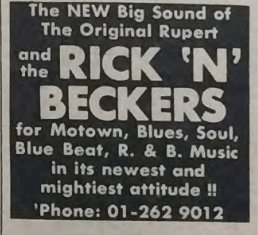 The NEW Big Sound of
The Original Rupert
and the RICK 'N'
BECKERS
for Motown, Blues, Soul,
Blue Beat, R. & B. Music
in its newest and
mightiest attitude !!
'Phone: 01-262 9012